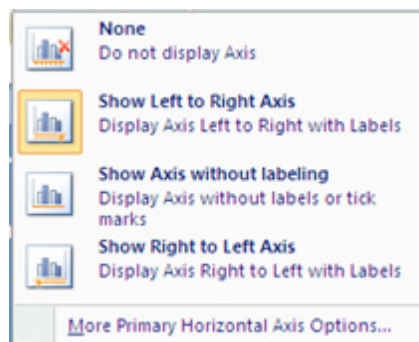 None
Do not display Axis
Show Left to Right Axis
Display Axis Left to Right with Labels
Show Axis without labeling
Display Axis without labels or tick
marks
Show Right to Left Axis
Display Axis Right to Left with Labels
More Primary Horizontal Axis Options...